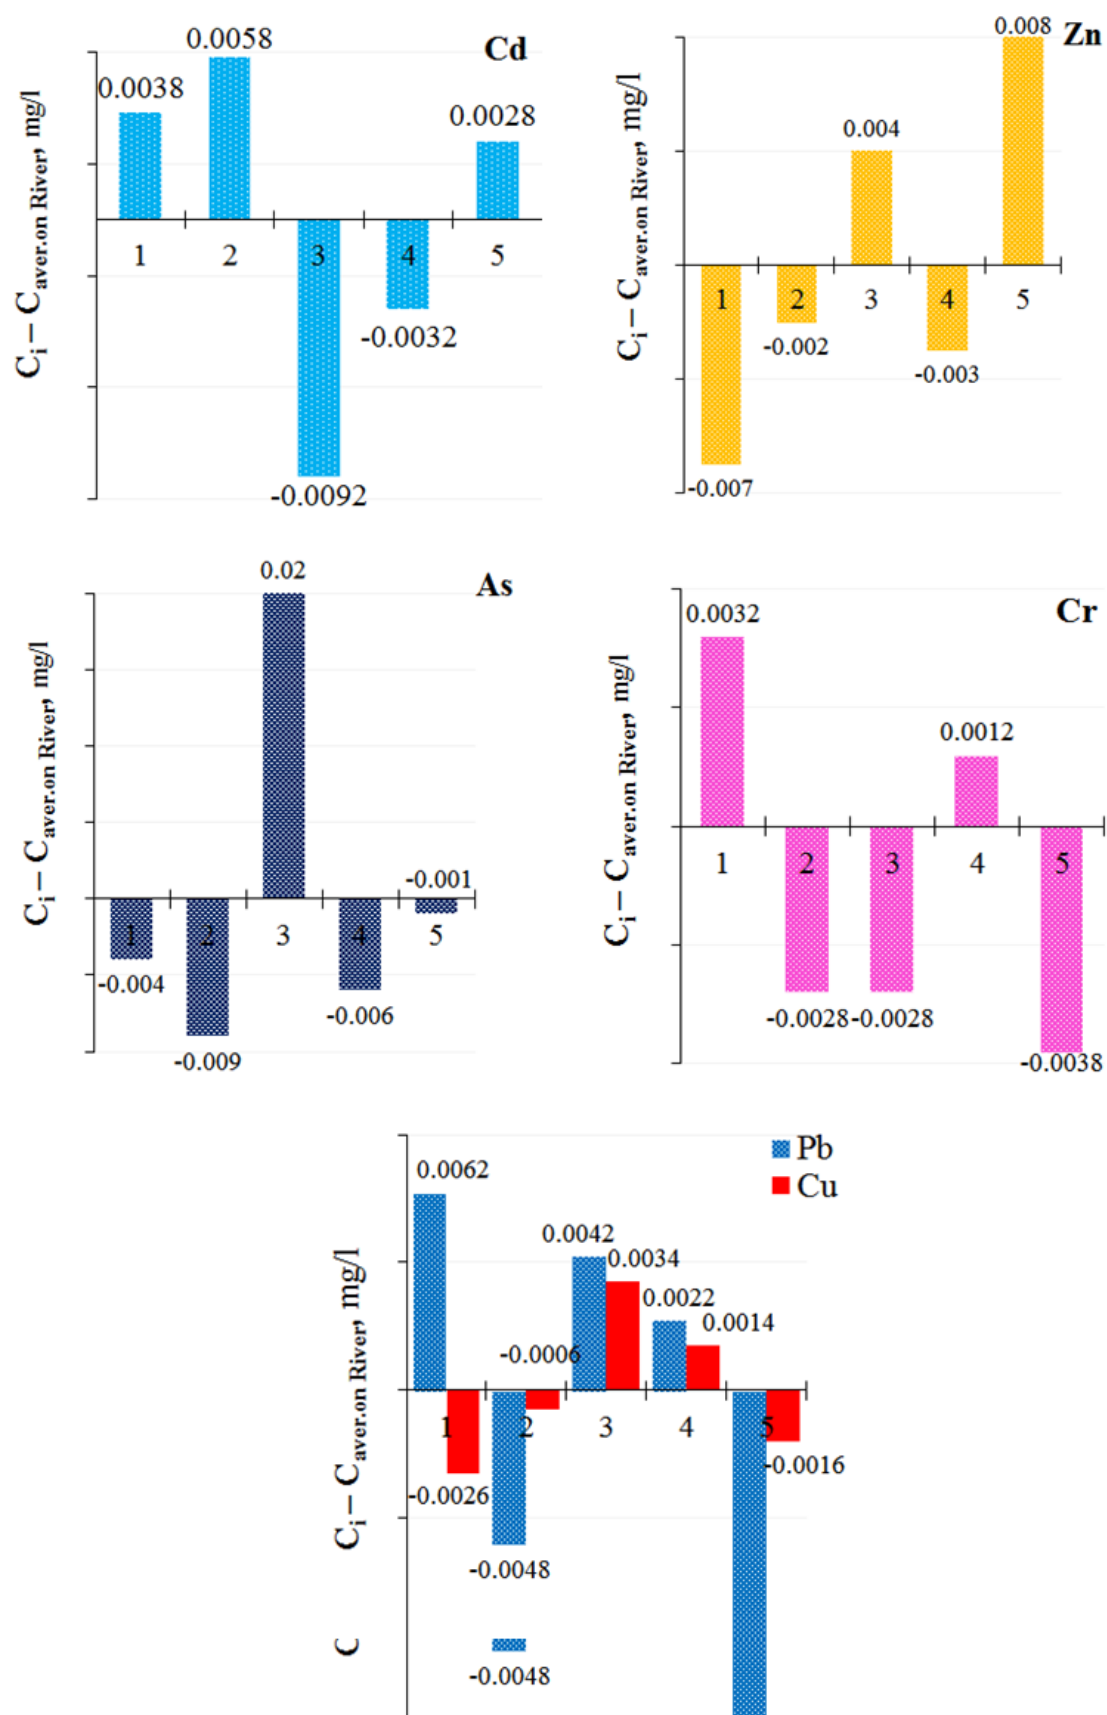 Cd
0.0058
0.0038
0.0028
1 2 3 4 5
-0.0032
-0.0092
Ci – Caver.on River, mg/l
Zn
0.008
0.004
1 2 3 4 5
-0.002
-0.003
-0.007
Ci – Caver.on River, mg/l
As
0.02
-0.001
1 2 3 4 5
-0.004
-0.006
-0.009
Ci – Caver.on River, mg/l
Cr
0.0032
0.0012
1 2 3 4 5
-0.0028 -0.0028
-0.0038
Ci – Caver.on River, mg/l
Pb
Cu
0.0062
0.0042
0.0034
0.0022
0.0014
-0.0006
1 2 3 4 5
-0.0016
-0.0026
-0.0048
Ci – Caver.on River, mg/l
C
-0.0048